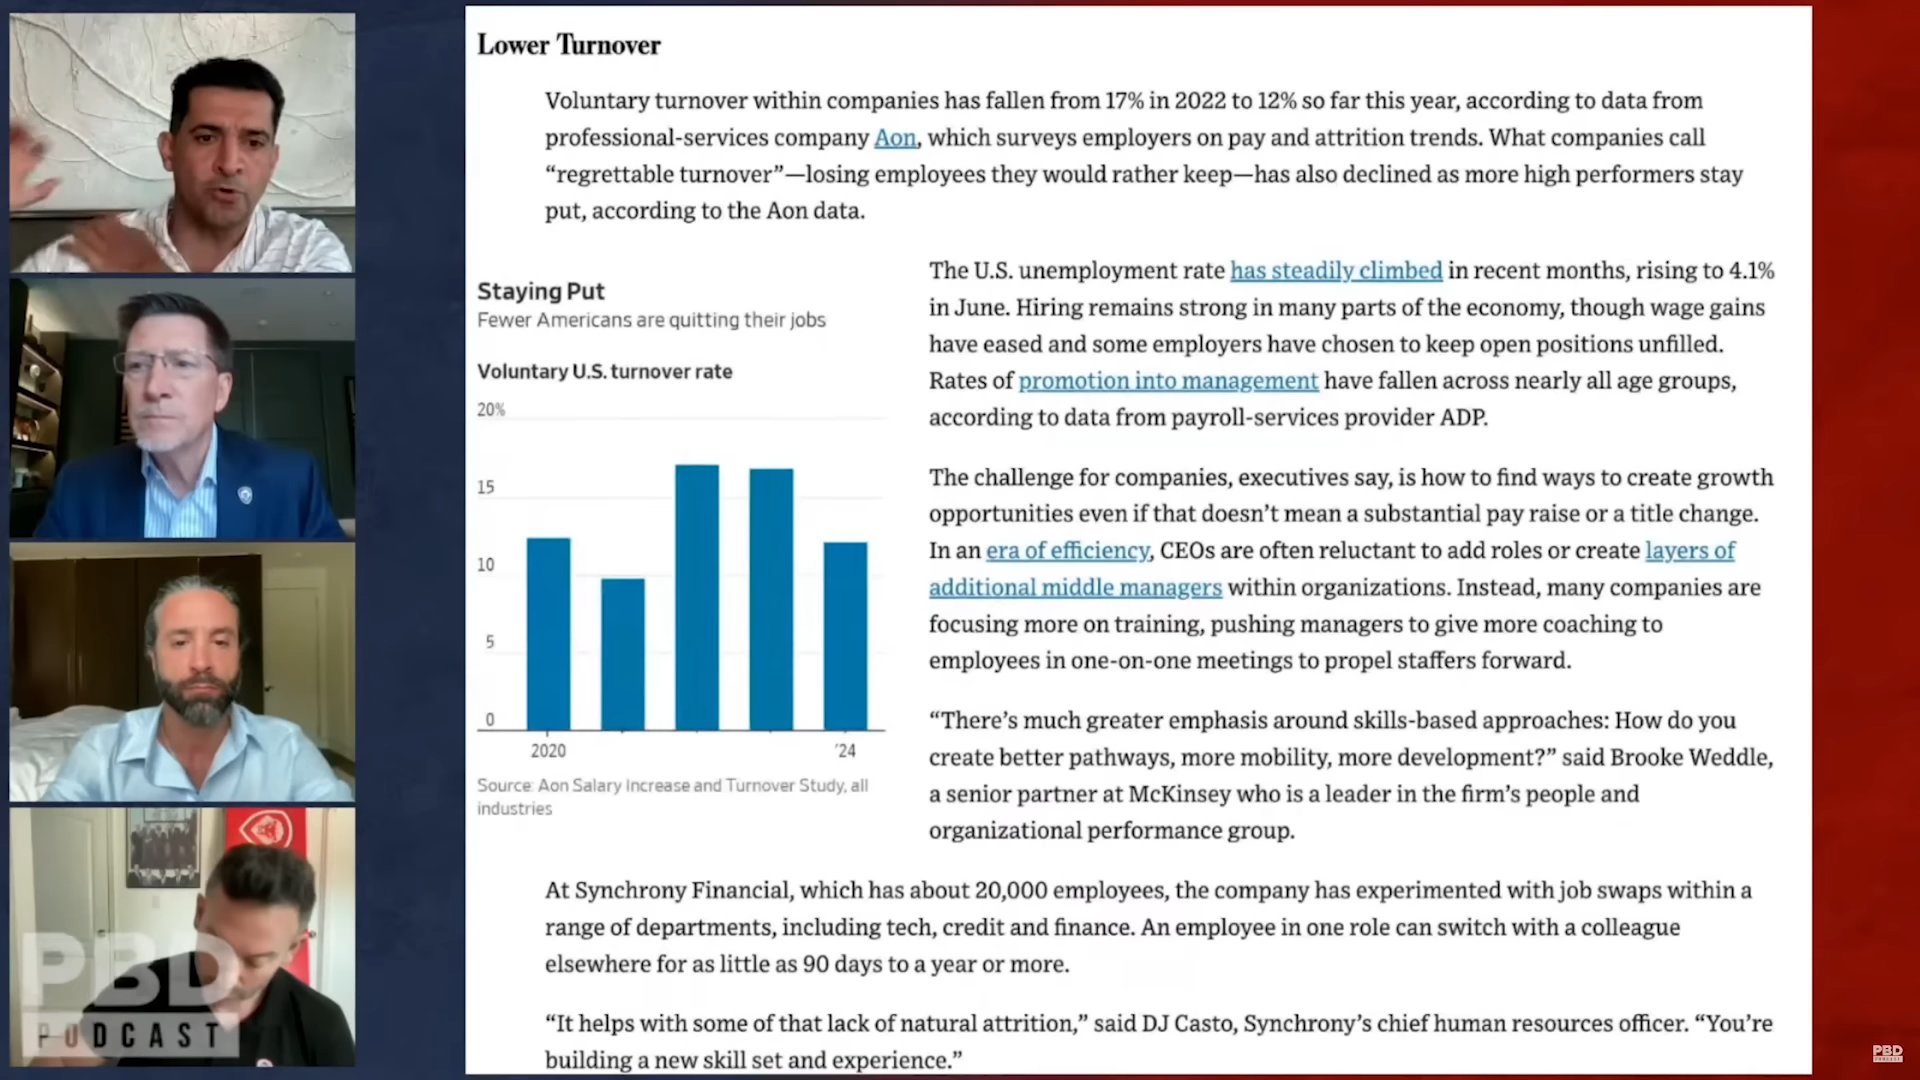 Lower Turnover
Voluntary turnover within companies has fallen from 17% in 2022 to 12% so far this year, according to data from
professional-services company Aon, which surveys employers on pay and attrition trends. What companies call
“regrettable turnover”—losing employees they would rather keep—has also declined as more high performers stay
put, according to the Aon data.
Staying Put
Fewer Americans are quitting their jobs
Voluntary U.S. turnover rate
20%
15
10
5
0
2020
’24
Source: Aon Salary Increase and Turnover Study, all
industries
The U.S. unemployment rate has steadily climbed in recent months, rising to 4.1%
in June. Hiring remains strong in many parts of the economy, though wage gains
have eased and some employers have chosen to keep open positions unfilled.
Rates of promotion into management have fallen across nearly all age groups,
according to data from payroll-services provider ADP.
The challenge for companies, executives say, is how to find ways to create growth
opportunities even if that doesn’t mean a substantial pay raise or a title change.
In an era of efficiency, CEOs are often reluctant to add roles or create layers of
additional middle managers within organizations. Instead, many companies are
focusing more on training, pushing managers to give more coaching to
employees in one-on-one meetings to propel staffers forward.
“There’s much greater emphasis around skills-based approaches: How do you
create better pathways, more mobility, more development?” said Brooke Weddle,
a senior partner at McKinsey who is a leader in the firm’s people and
organizational performance group.
At Synchrony Financial, which has about 20,000 employees, the company has experimented with job swaps within a
range of departments, including tech, credit and finance. An employee in one role can switch with a colleague
elsewhere for as little as 90 days to a year or more.
“It helps with some of that lack of natural attrition,” said DJ Casto, Synchrony’s chief human resources officer. “You’re
building a new skill set and experience.”
PBD
PODCAST
PBD
PODCAST